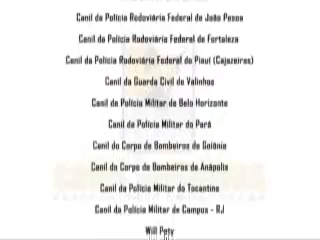 Canil da Polícia Rodoviária Federal de João Pesoa
Canil da Polícia Rodoviária Federal de Fortaleza
Canil da Polícia Rodoviária Federal do Piauí (Cajazeiras)
Canil da Guarda Civil de Valinhos
Canil da Polícia Militar de Belo Horizonte
Canil da Polícia Militar do Pará
Canil do Corpo de Bombeiros de Goiânia
Canil do Corpo de Bombeiros de Anápolis
Canil da Polícia Militar do Tocantins
Canil da Polícia Militar de Campos - RJ
Will Pety